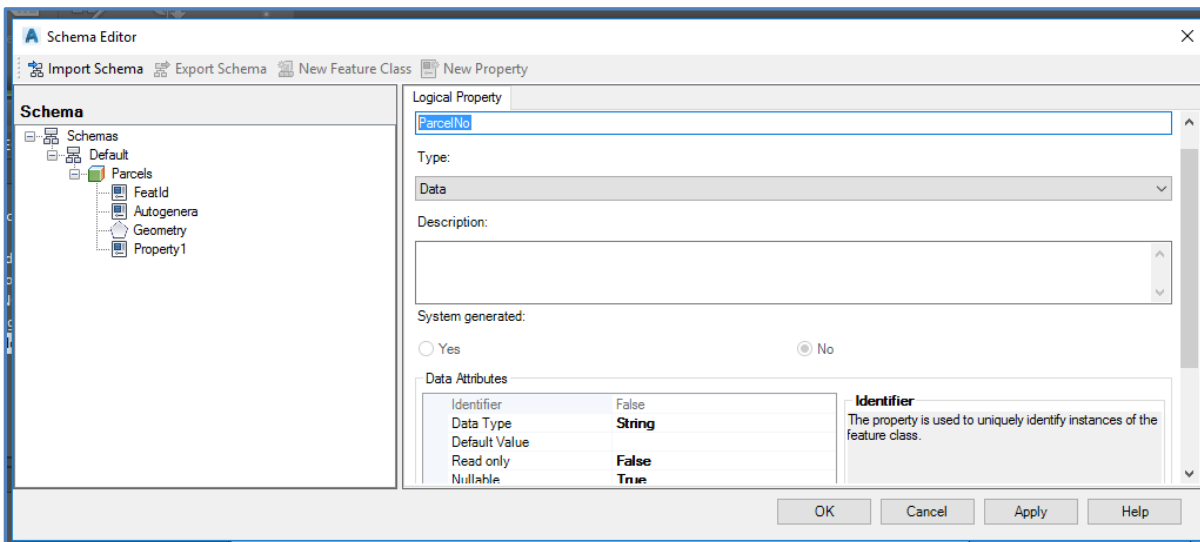 Schema Editor
Import Schema Export Schema New Feature Class New Property
Schema
Schemas
Default
Parcels
FeatId
Autogenera
Geometry
Property1
Logical Property
ParcelNo
Type:
Data
Description:
System generated:
Yes No
Data Attributes
Identifier False
Data Type String
Default Value
Read only False
Nullable True
Identifier
The property is used to uniquely identify instances of the
feature class.
OK Cancel Apply Help